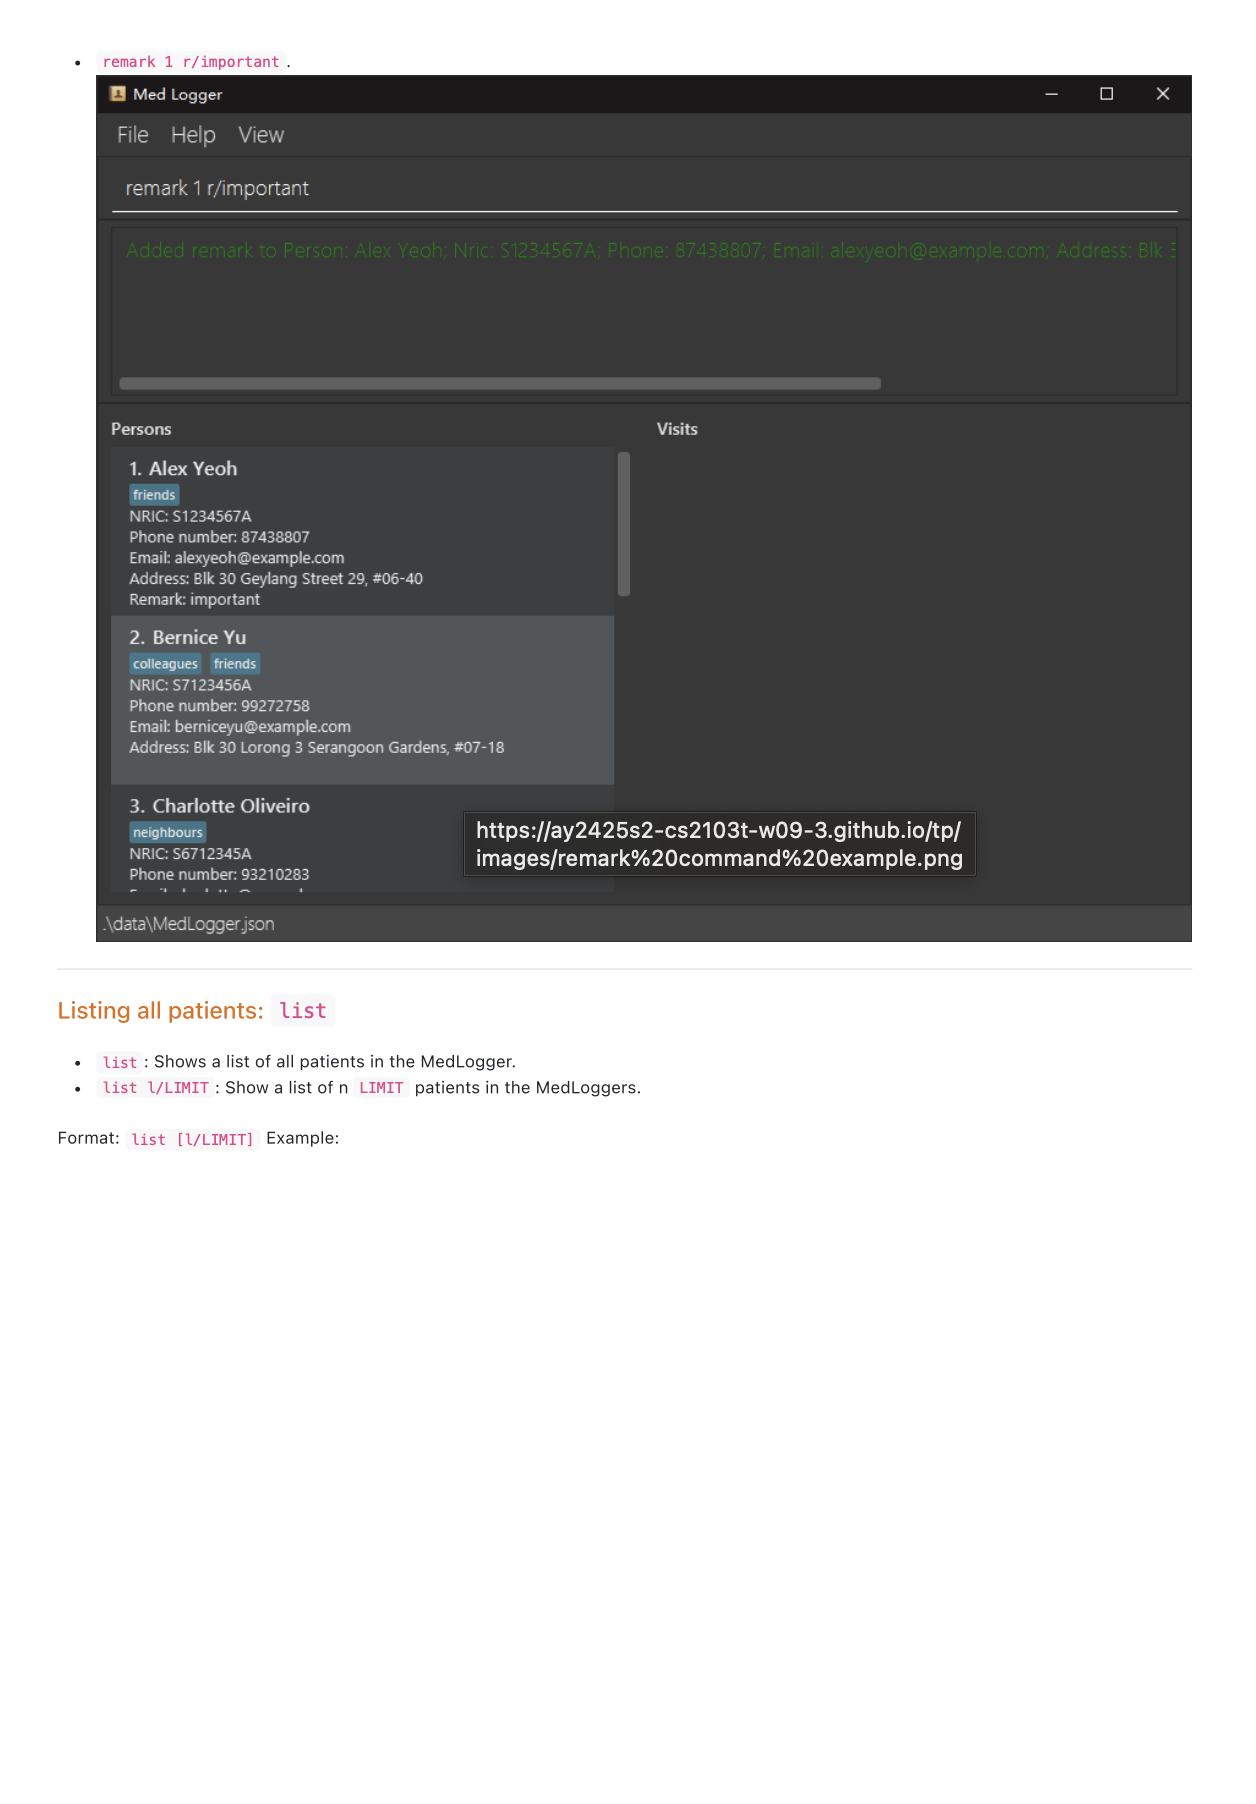 remark 1 r/important.
Med Logger
File Help View
remark 1 r/important
Added remark to Person: Alex Yeoh; Nric: S1234567A; Phone: 87438807; Email: alexyeoh@example.com; Address: Blk
Persons
Visits
1. Alex Yeoh
friends
NRIC: S1234567A
Phone number: 87438807
Email: alexyeoh@example.com
Address: Blk 30 Geylang Street 29, #06-40
Remark: important
2. Bernice Yu
colleagues friends
NRIC: S7123456A
Phone number: 99272758
Email: berniceyu@example.com
Address: Blk 30 Lorong 3 Serangoon Gardens, #07-18
3. Charlotte Oliveiro
neighbours
NRIC: S6712345A
Phone number: 93210283
https://ay2425s2-cs2103t-w09-3.github.io/tp/
images/remark%20command%20example.png
.\data\MedLogger.json
Listing all patients: list
list : Shows a list of all patients in the MedLogger.
list l/LIMIT : Show a list of n LIMIT patients in the MedLoggers.
Format: list [l/LIMIT] Example: